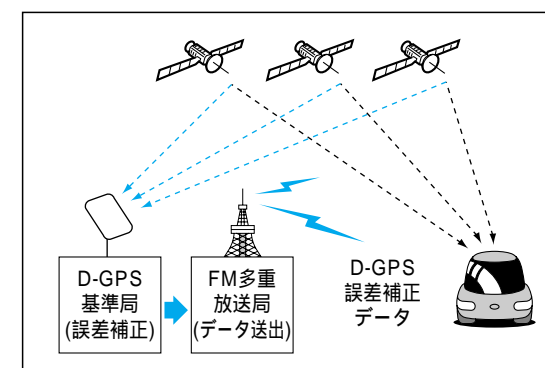 D-GPS
基準局
(誤差補正)
FM多重
放送局
(データ送出)
D-GPS
誤差補正
データ